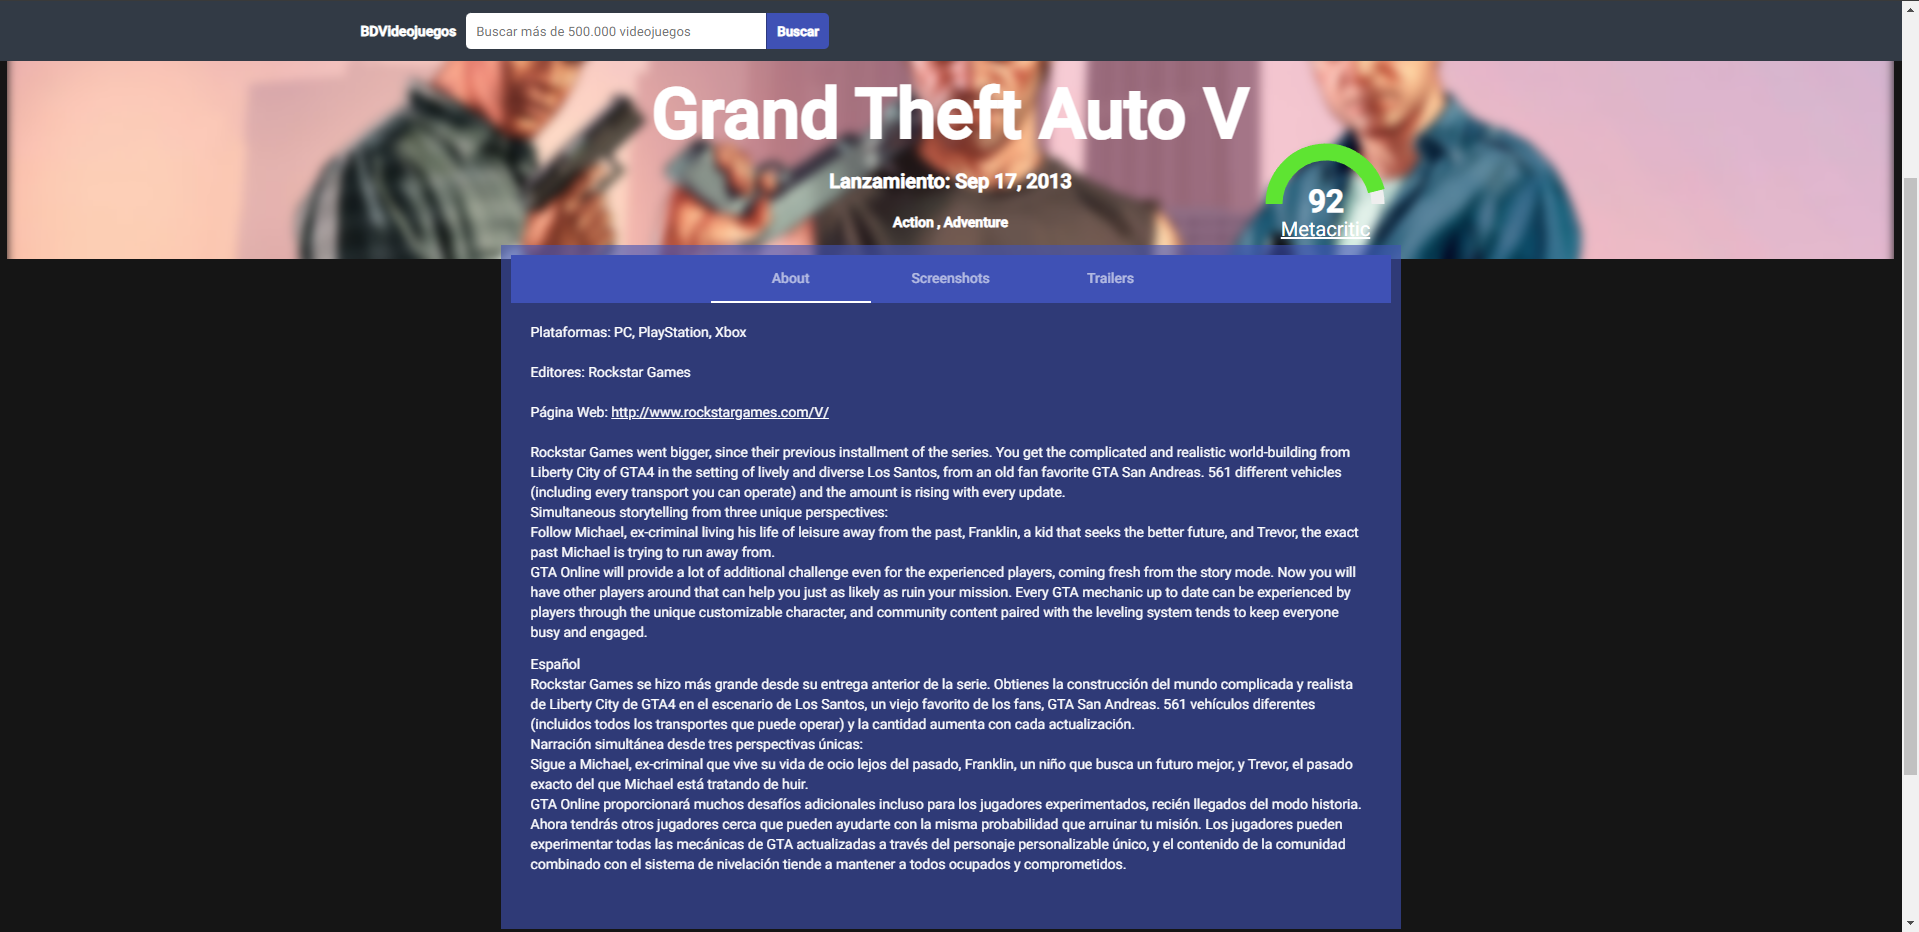 BDVideojuegos
Buscar más de 500.000 videojuegos
Buscar
Grand Theft Auto V
Lanzamiento: Sep 17, 2013
Action , Adventure
92
Metacritic
About
Screenshots
Trailers
Plataformas: PC, PlayStation, Xbox
Editores: Rockstar Games
Página Web: http://www.rockstargames.com/V/
Rockstar Games went bigger, since their previous installment of the series. You get the complicated and realistic world-building from
Liberty City of GTA4 in the setting of lively and diverse Los Santos, from an old fan favorite GTA San Andreas. 561 different vehicles
(including every transport you can operate) and the amount is rising with every update.
Simultaneous storytelling from three unique perspectives:
Follow Michael, ex-criminal living his life of leisure away from the past, Franklin, a kid that seeks the better future, and Trevor, the exact
past Michael is trying to run away from.
GTA Online will provide a lot of additional challenge even for the experienced players, coming fresh from the story mode. Now you will
have other players around that can help you just as likely as ruin your mission. Every GTA mechanic up to date can be experienced by
players through the unique customizable character, and community content paired with the leveling system tends to keep everyone
busy and engaged.
Español
Rockstar Games se hizo más grande desde su entrega anterior de la serie. Obtienes la construcción del mundo complicada y realista
de Liberty City de GTA4 en el escenario de Los Santos, un viejo favorito de los fans, GTA San Andreas. 561 vehículos diferentes
(incluidos todos los transportes que puede operar) y la cantidad aumenta con cada actualización.
Narración simultánea desde tres perspectivas únicas:
Sigue a Michael, ex-criminal que vive su vida de ocio lejos del pasado, Franklin, un niño que busca un futuro mejor, y Trevor, el pasado
exacto del que Michael está tratando de huir.
GTA Online proporcionará muchos desafíos adicionales incluso para los jugadores experimentados, recién llegados del modo historia.
Ahora tendrás otros jugadores cerca que pueden ayudarte con la misma probabilidad que arruinar tu misión. Los jugadores pueden
experimentar todas las mecánicas de GTA actualizadas a través del personaje personalizable único, y el contenido de la comunidad
combinado con el sistema de nivelación tiende a mantener a todos ocupados y comprometidos.